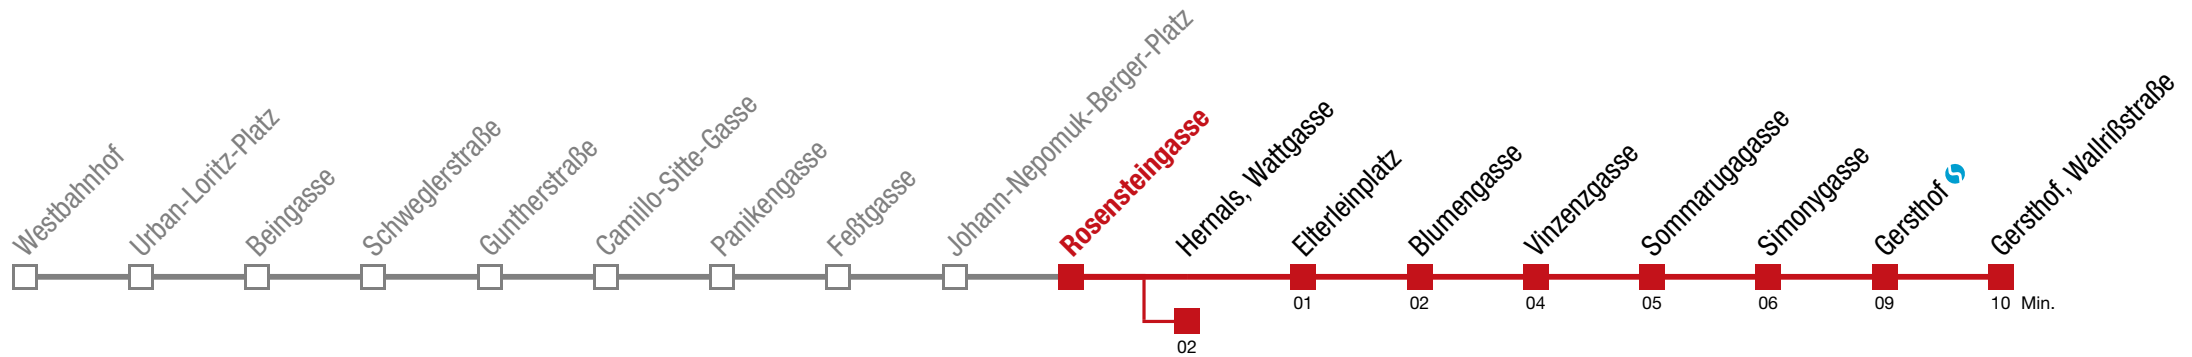 Westbahnhof
Urban-Loritz-Platz
Beingasse
Schweglerstraße
Guntherstraße
Camillo-Sitte-Gasse
Panikengasse
Feßtgasse
Johann-Nepomuk-Berger-Platz
Rosensteingasse
Hernals, Wattgasse
Elterleinplatz
Blumengasse
Vinzenzgasse
Sommarugagasse
Simonygasse
Gersthof
Gersthof, Wallrißstraße
01 02 04 05 06 09 10 Min.
02